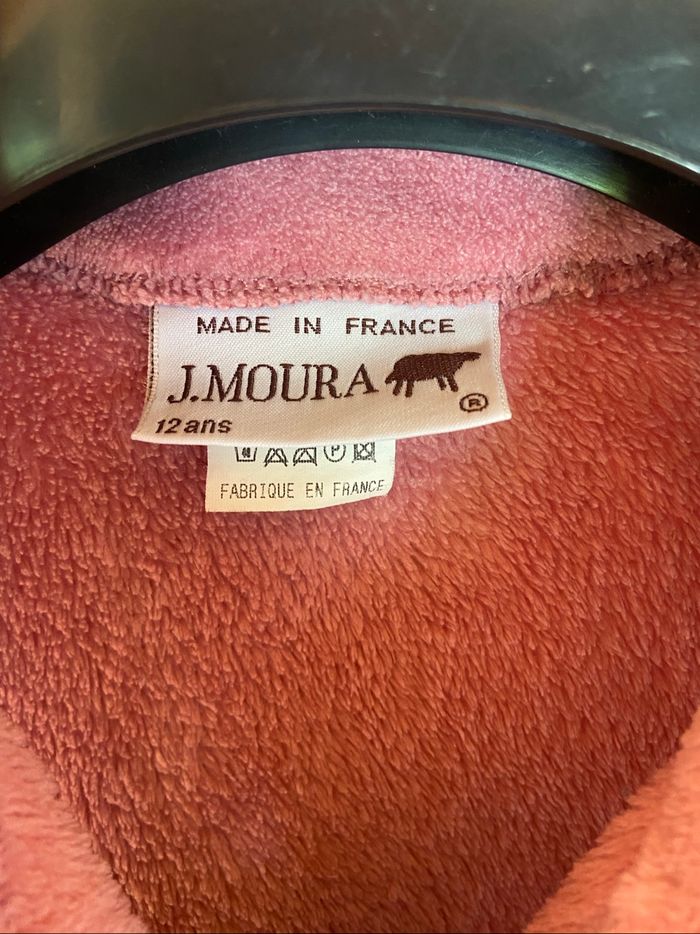 MADE IN FRANCE
J.MOURA ®
12 ans
FABRIQUE EN FRANCE